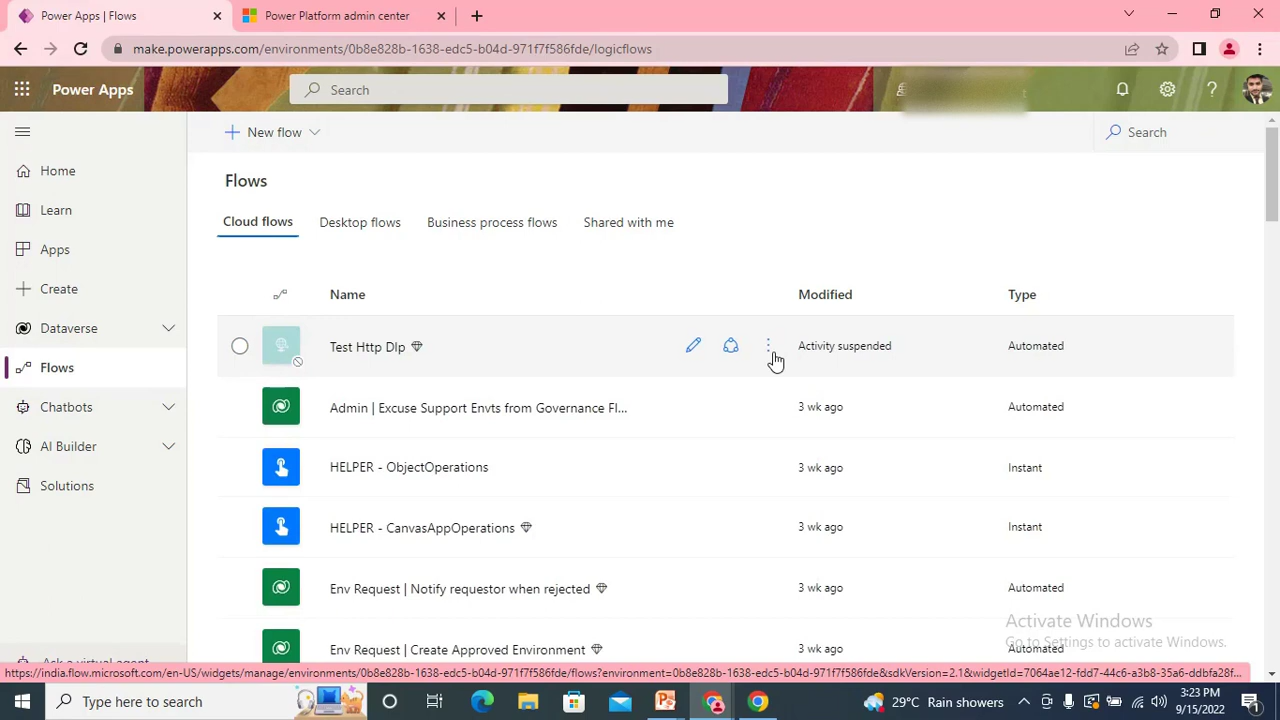 Power Apps | Flows
Power Platform admin center
make.powerapps.com/environments/0b8e828b-1638-edc5-b04d-971f7f586fde/logicflows
Power Apps
Search
New flow
Search
Home
Learn
Apps
Create
Dataverse
Flows
Chatbots
AI Builder
Solutions
Ask a virtual agent
Flows
Cloud flows Desktop flows Business process flows Shared with me
Name Modified Type
Test Http Dlp Activity suspended Automated
Admin | Excuse Support Envts from Governance Fl... 3 wk ago Automated
HELPER - ObjectOperations 3 wk ago Instant
HELPER - CanvasAppOperations 3 wk ago Instant
Env Request | Notify requestor when rejected 3 wk ago Automated
Env Request | Create Approved Environment 3 wk ago Automated
Activate Windows
Go to Settings to activate Windows.
https://india.flow.microsoft.com/en-US/widgets/manage/environments/0b8e828b-1638-edc5-b04d-971f7f586fde/flows?environment=0b8e828b-1638-edc5-b04d-971f7f586fde&sdkVersion=2.1&widgetId=7064ae12-fdd7-44c6-a3b8-35a6-ddbfa28f...
Type here to search
29°C Rain showers
3:23 PM
9/15/2022
1